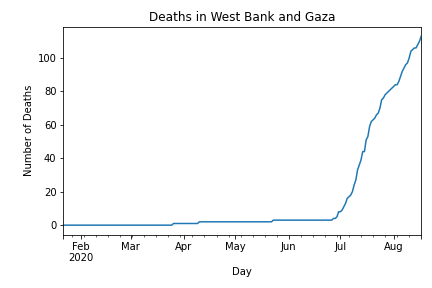 Deaths in West Bank and Gaza
Number of Deaths
100
80
60
40
20
0
Feb
2020
Mar
Apr
May
Jun
Jul
Aug
Day